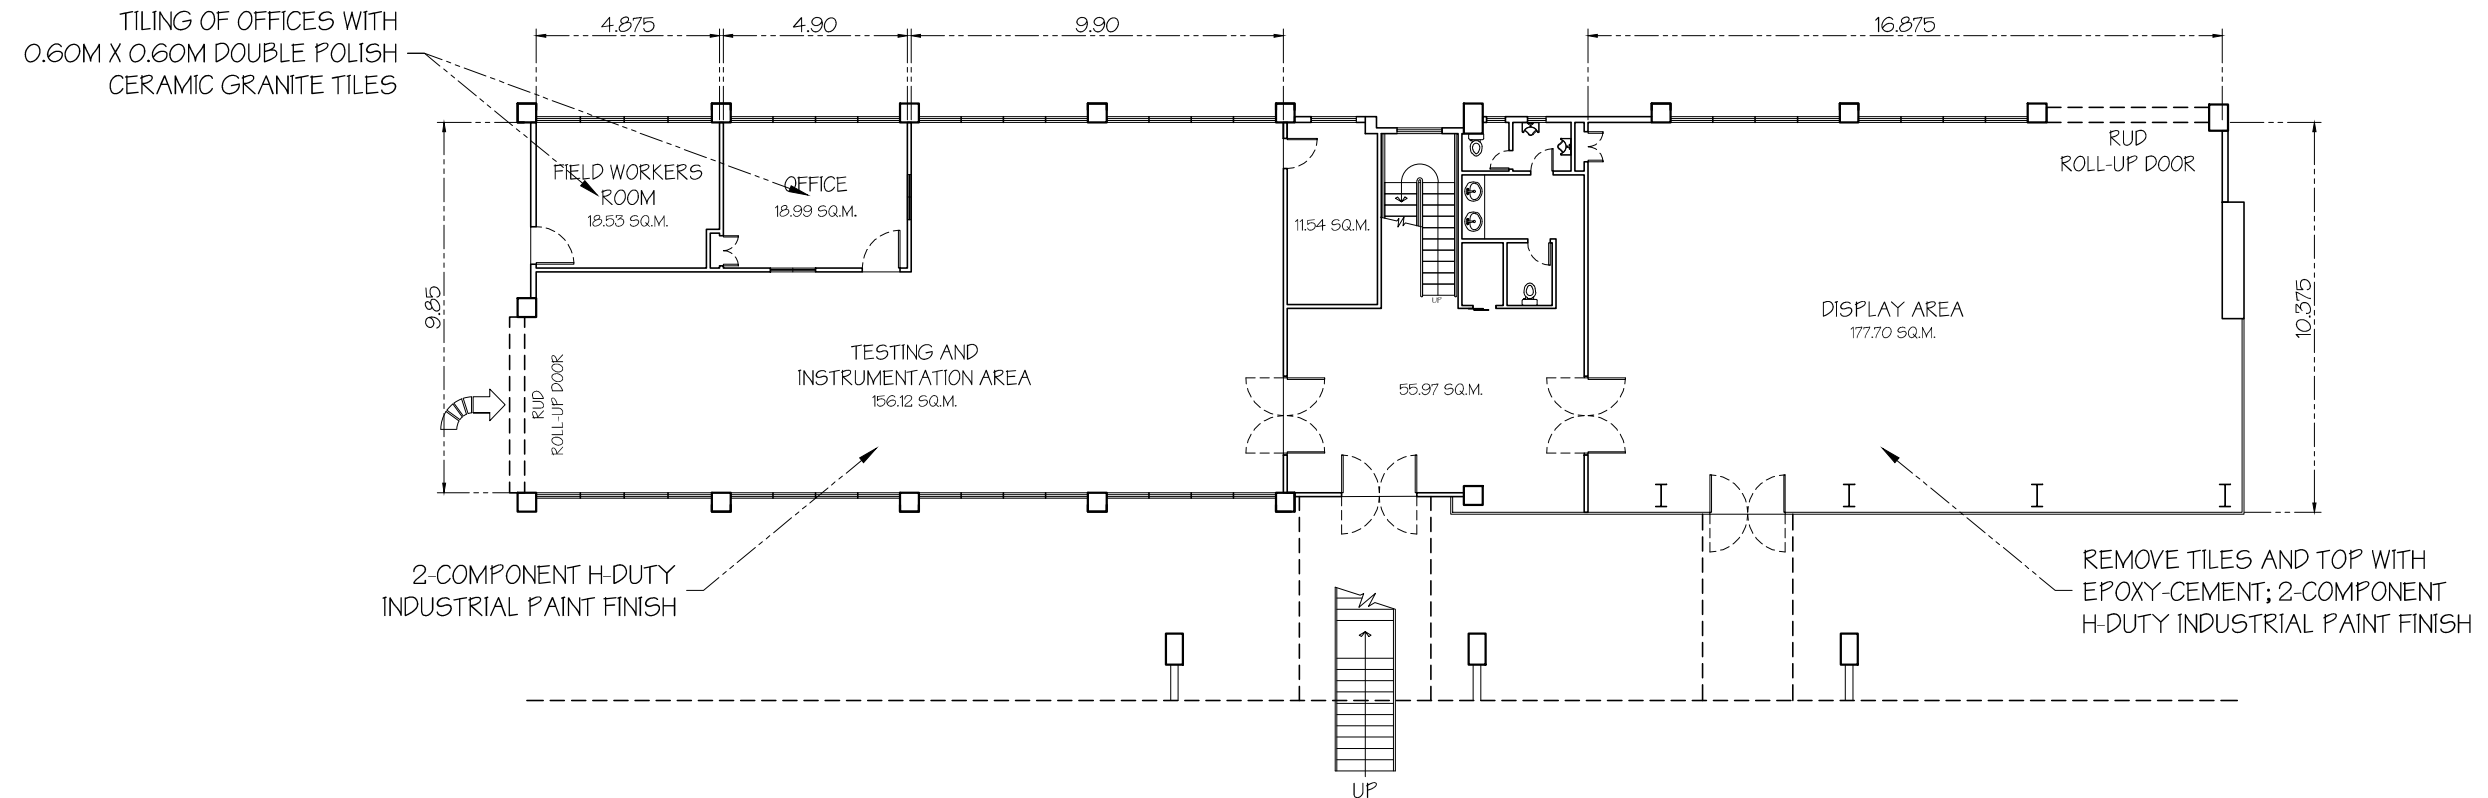 TILING OF OFFICES WITH
0.60M X 0.60M DOUBLE POLISH
CERAMIC GRANITE TILES
4.875
4.90
9.90
16.875
RUD
ROLL-UP DOOR
FIELD WORKERS
ROOM
18.53 SQ.M.
OFFICE
18.99 SQ.M.
11.54 SQ.M.
UP
9.85
10.375
DISPLAY AREA
177.70 SQ.M.
TESTING AND
INSTRUMENTATION AREA
156.12 SQ.M.
RUD
ROLL-UP DOOR
55.97 SQ.M.
2-COMPONENT H-DUTY
INDUSTRIAL PAINT FINISH
REMOVE TILES AND TOP WITH
EPOXY-CEMENT; 2-COMPONENT
H-DUTY INDUSTRIAL PAINT FINISH
UP